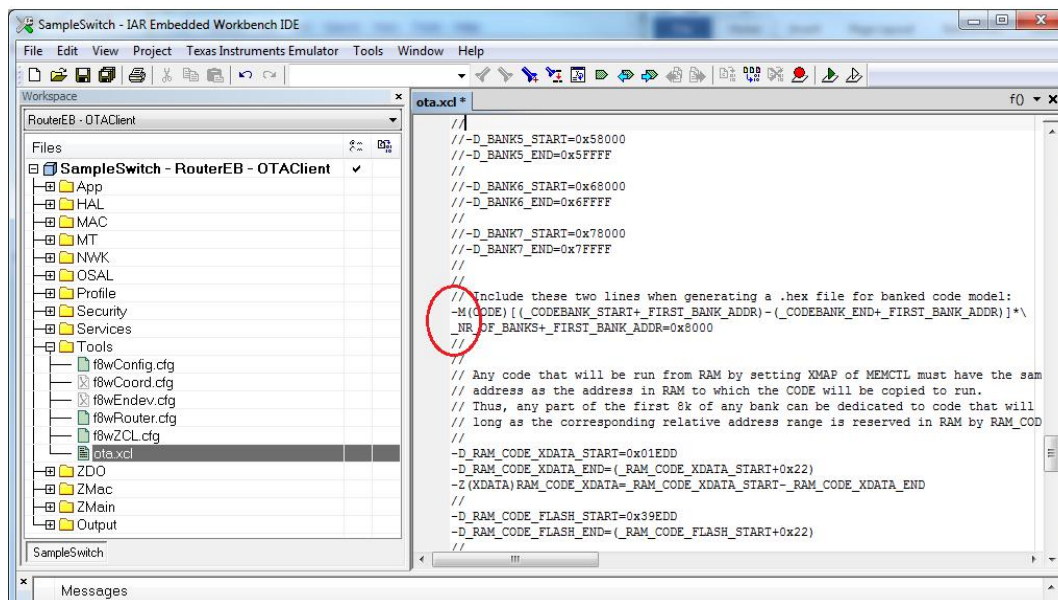 SampleSwitch - IAR Embedded Workbench IDE
File Edit View Project Texas Instruments Emulator Tools Window Help
Workspace
RouterEB - OTAClient
Files
SampleSwitch - RouterEB - OTAClient
App
HAL
MAC
MT
NWK
OSAL
Profile
Security
Services
Tools
f8wConfig.cfg
f8wCoord.cfg
f8wEndev.cfg
f8wRouter.cfg
f8wZCL.cfg
ota.xcl
ZDO
ZMac
ZMain
Output
SampleSwitch
ota.xcl *
f()
//
//-D_BANK5_START=0x58000
//-D_BANK5_END=0x5FFFF
//
//-D_BANK6_START=0x68000
//-D_BANK6_END=0x6FFFF
//
//-D_BANK7_START=0x78000
//-D_BANK7_END=0x7FFFF
//
//
// Include these two lines when generating a .hex file for banked code model:
-M(CODE)[(_CODEBANK_START+_FIRST_BANK_ADDR)-(_CODEBANK_END+_FIRST_BANK_ADDR)]*\
_NR_OF_BANKS+_FIRST_BANK_ADDR=0x8000
//
//
// Any code that will be run from RAM by setting XMAP of MEMCTL must have the sam
// address as the address in RAM to which the CODE will be copied to run.
// Thus, any part of the first 8k of any bank can be dedicated to code that will
// long as the corresponding relative address range is reserved in RAM by RAM_COD
//
-D_RAM_CODE_XDATA_START=0x01EDD
-D_RAM_CODE_XDATA_END=(_RAM_CODE_XDATA_START+0x22)
-Z(XDATA)RAM_CODE_XDATA=_RAM_CODE_XDATA_START-_RAM_CODE_XDATA_END
//
-D_RAM_CODE_FLASH_START=0x39EDD
-D_RAM_CODE_FLASH_END=(_RAM_CODE_FLASH_START+0x22)
//
Messages